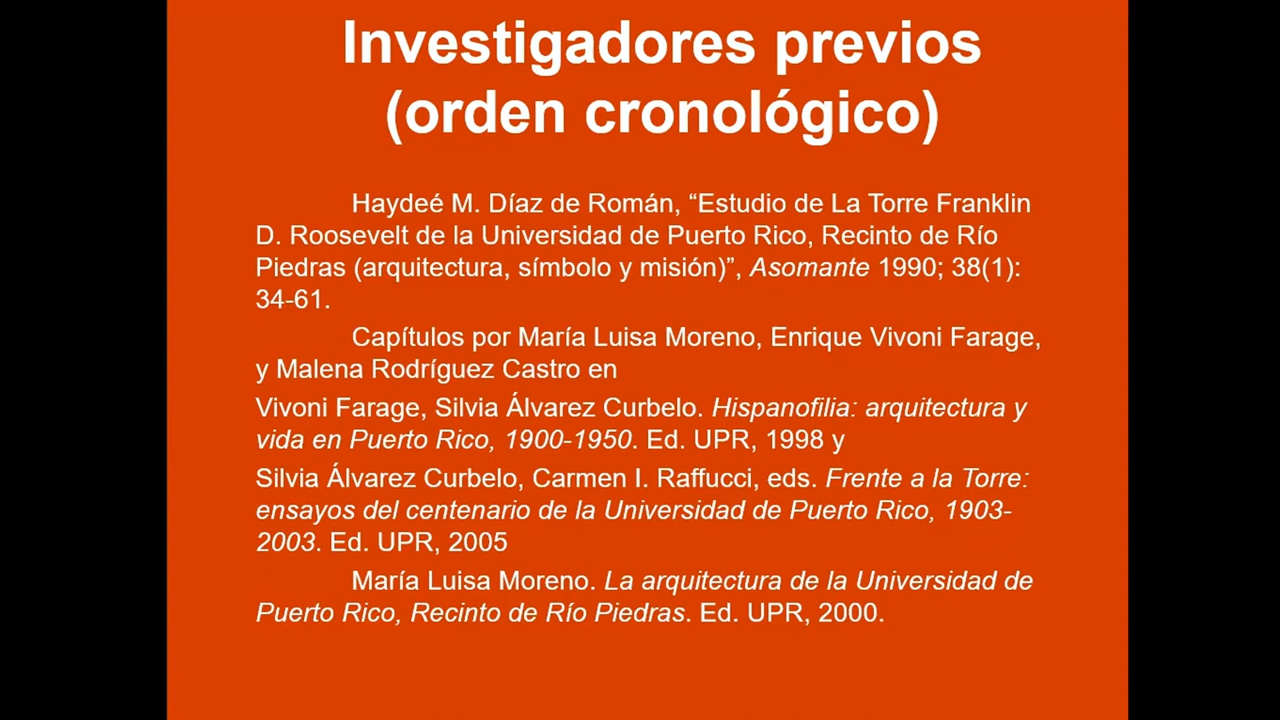 Investigadores previos
(orden cronológico)
Haydeé M. Díaz de Román, “Estudio de La Torre Franklin
D. Roosevelt de la Universidad de Puerto Rico, Recinto de Río
Piedras (arquitectura, símbolo y misión)”, Asomante 1990; 38(1):
34-61.
Capítulos por María Luisa Moreno, Enrique Vivoni Farage,
y Malena Rodríguez Castro en
Vivoni Farage, Silvia Álvarez Curbelo. Hispanofilia: arquitectura y
vida en Puerto Rico, 1900-1950. Ed. UPR, 1998 y
Silvia Álvarez Curbelo, Carmen I. Raffucci, eds. Frente a la Torre:
ensayos del centenario de la Universidad de Puerto Rico, 1903-
2003. Ed. UPR, 2005
María Luisa Moreno. La arquitectura de la Universidad de
Puerto Rico, Recinto de Río Piedras. Ed. UPR, 2000.